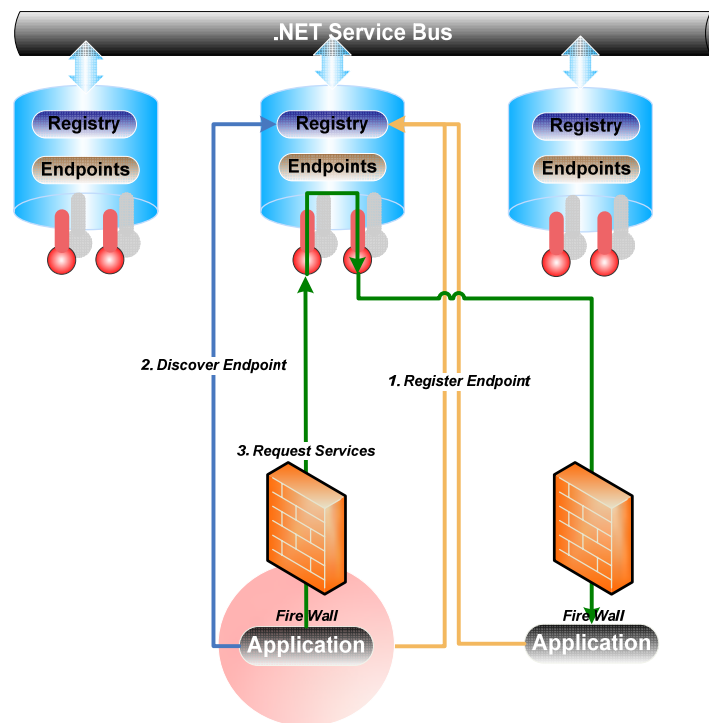 .NET Service Bus
Registry
Endpoints
Registry
Endpoints
Registry
Endpoints
2. Discover Endpoint
1. Register Endpoint
3. Request Services
Fire Wall
Application
Fire Wall
Application